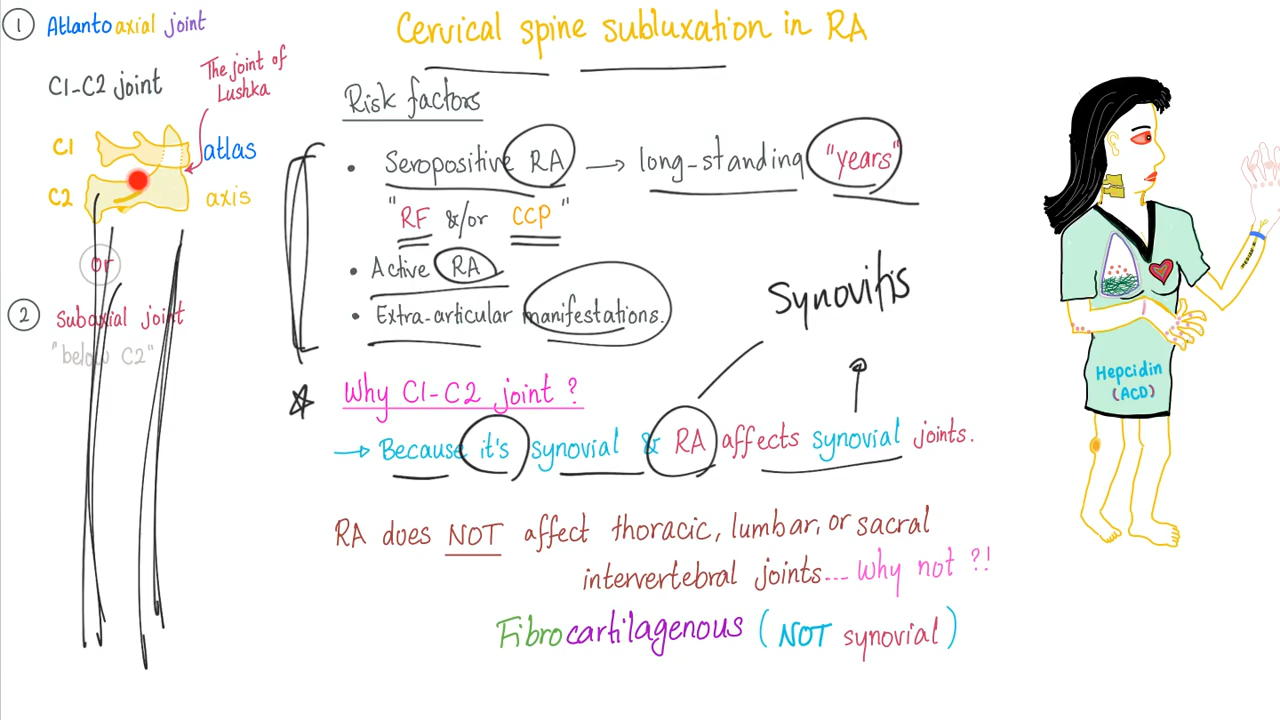 Cervical spine subluxation in RA
1 Atlantoaxial joint
C1-C2 joint
The joint of
Lushka
C1 atlas
C2 axis
or
2 Subaxial joint
"below C2"
Risk factors
• Seropositive RA → long-standing "years"
"RF &/or CCP"
• Active RA
• Extra-articular manifestations.
Synovitis
Why C1-C2 joint ?
→ Because it's synovial & RA affects synovial joints.
RA does NOT affect thoracic, lumbar, or sacral
intervertebral joints... Why not ?!
Fibrocartilagenous (NOT synovial)
Hepcidin
(ACD)